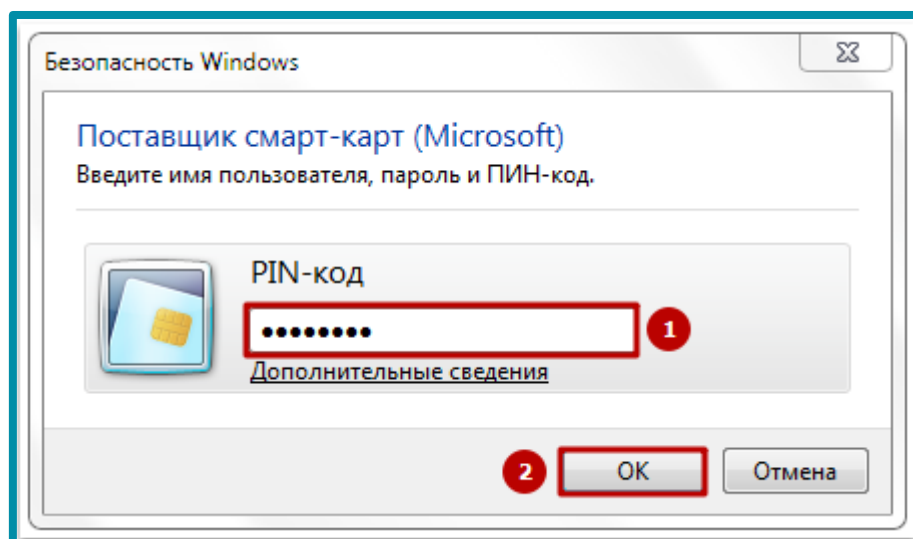 Безопасность Windows
Поставщик смарт-карт (Microsoft)
Введите имя пользователя, пароль и ПИН-код.
PIN-код
●●●●●●●●
1
Дополнительные сведения
2
ОК
Отмена